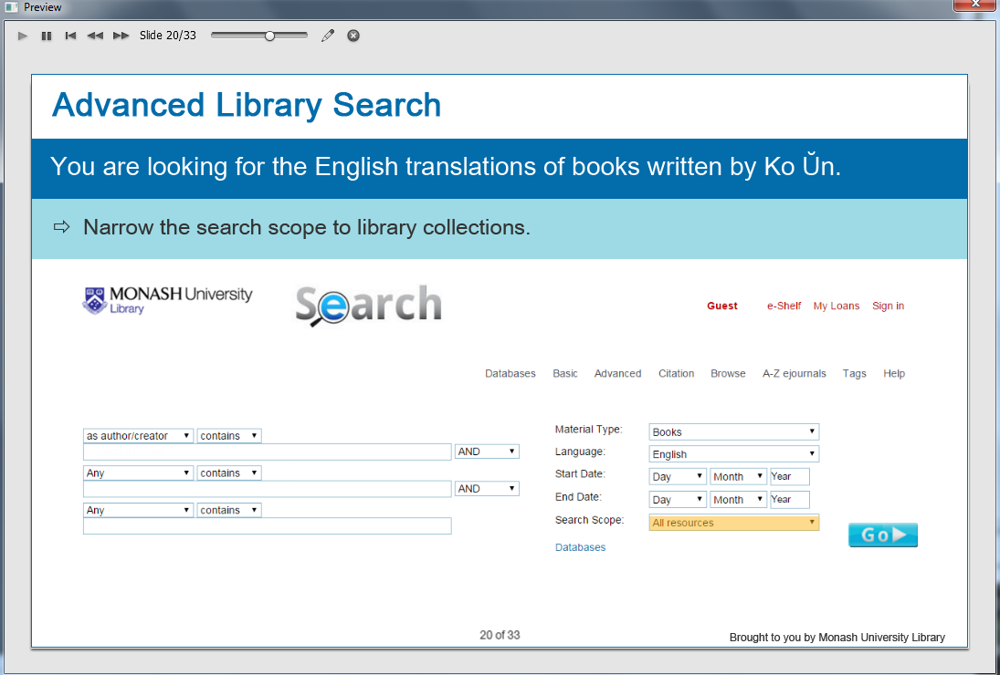 Preview
Slide 20/33
Advanced Library Search
You are looking for the English translations of books written by Ko Ŭn.
⇨ Narrow the search scope to library collections.
MONASH University
Library
Search
Guest e-Shelf My Loans Sign in
Databases Basic Advanced Citation Browse A-Z ejournals Tags Help
as author/creator contains
AND
Any contains
AND
Any contains
Material Type: Books
Language: English
Start Date: Day Month Year
End Date: Day Month Year
Search Scope: All resources
Databases
Go
20 of 33
Brought to you by Monash University Library